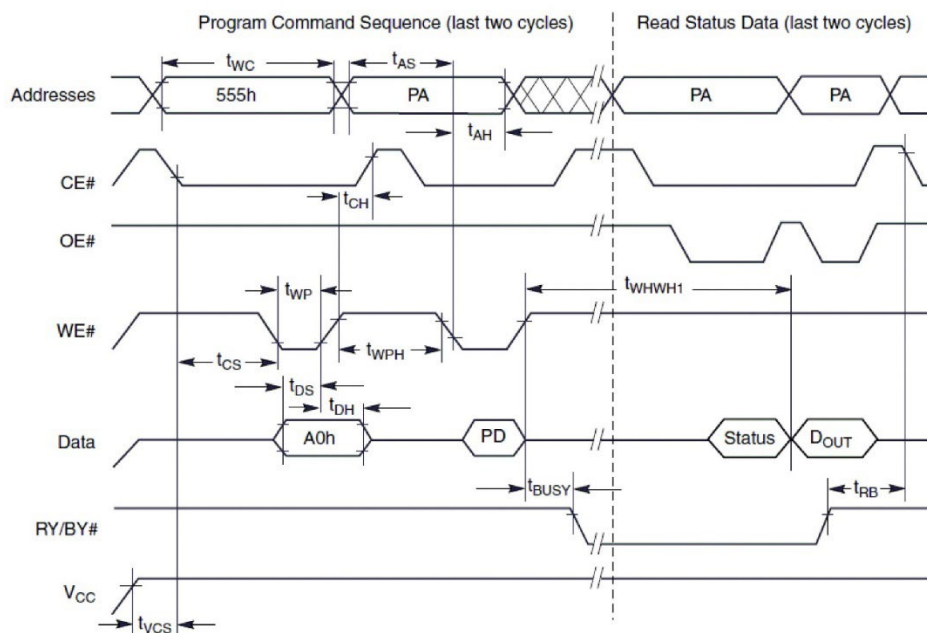 Program Command Sequence (last two cycles) Read Status Data (last two cycles)
tWC tAS
Addresses 555h PA PA PA
tAH
CE#
tCH
OE#
tWP tWHWH1
WE#
tCS tWPH
tDS
tDH
Data A0h PD Status DOUT
tBUSY tRB
RY/BY#
VCC
tVCS